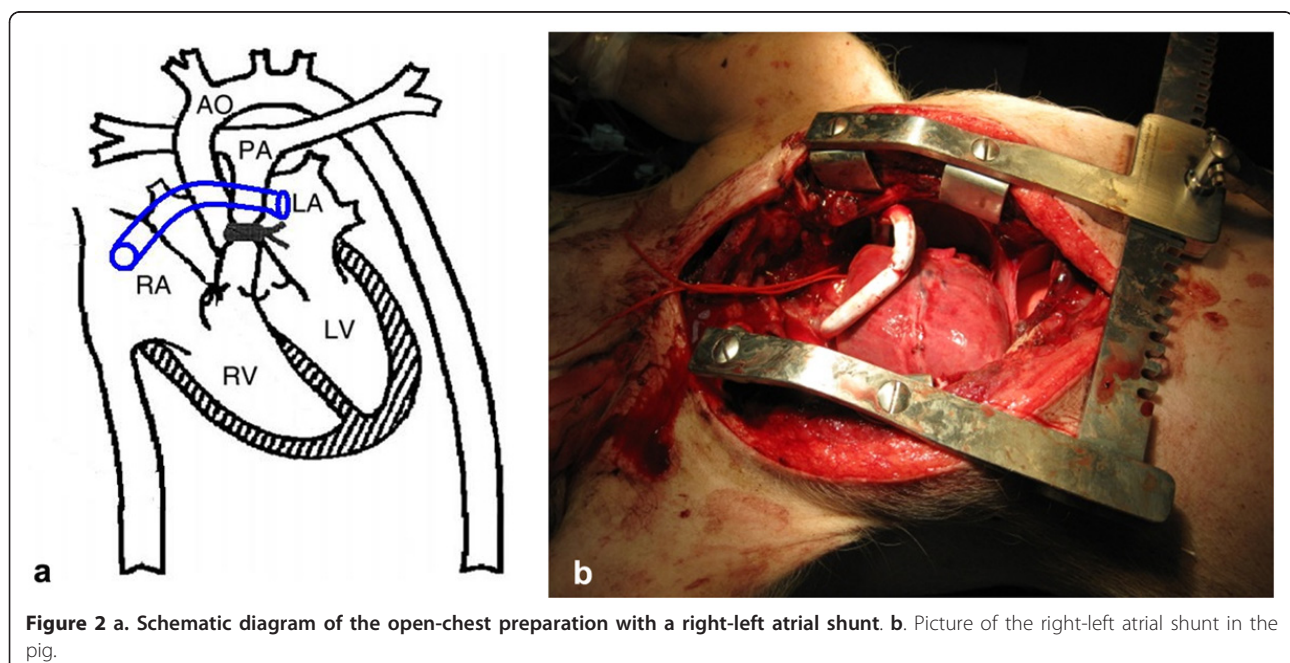 AO
PA
LA
RA
LV
RV
a
b
Figure 2 a. Schematic diagram of the open-chest preparation with a right-left atrial shunt. b. Picture of the right-left atrial shunt in the
pig.